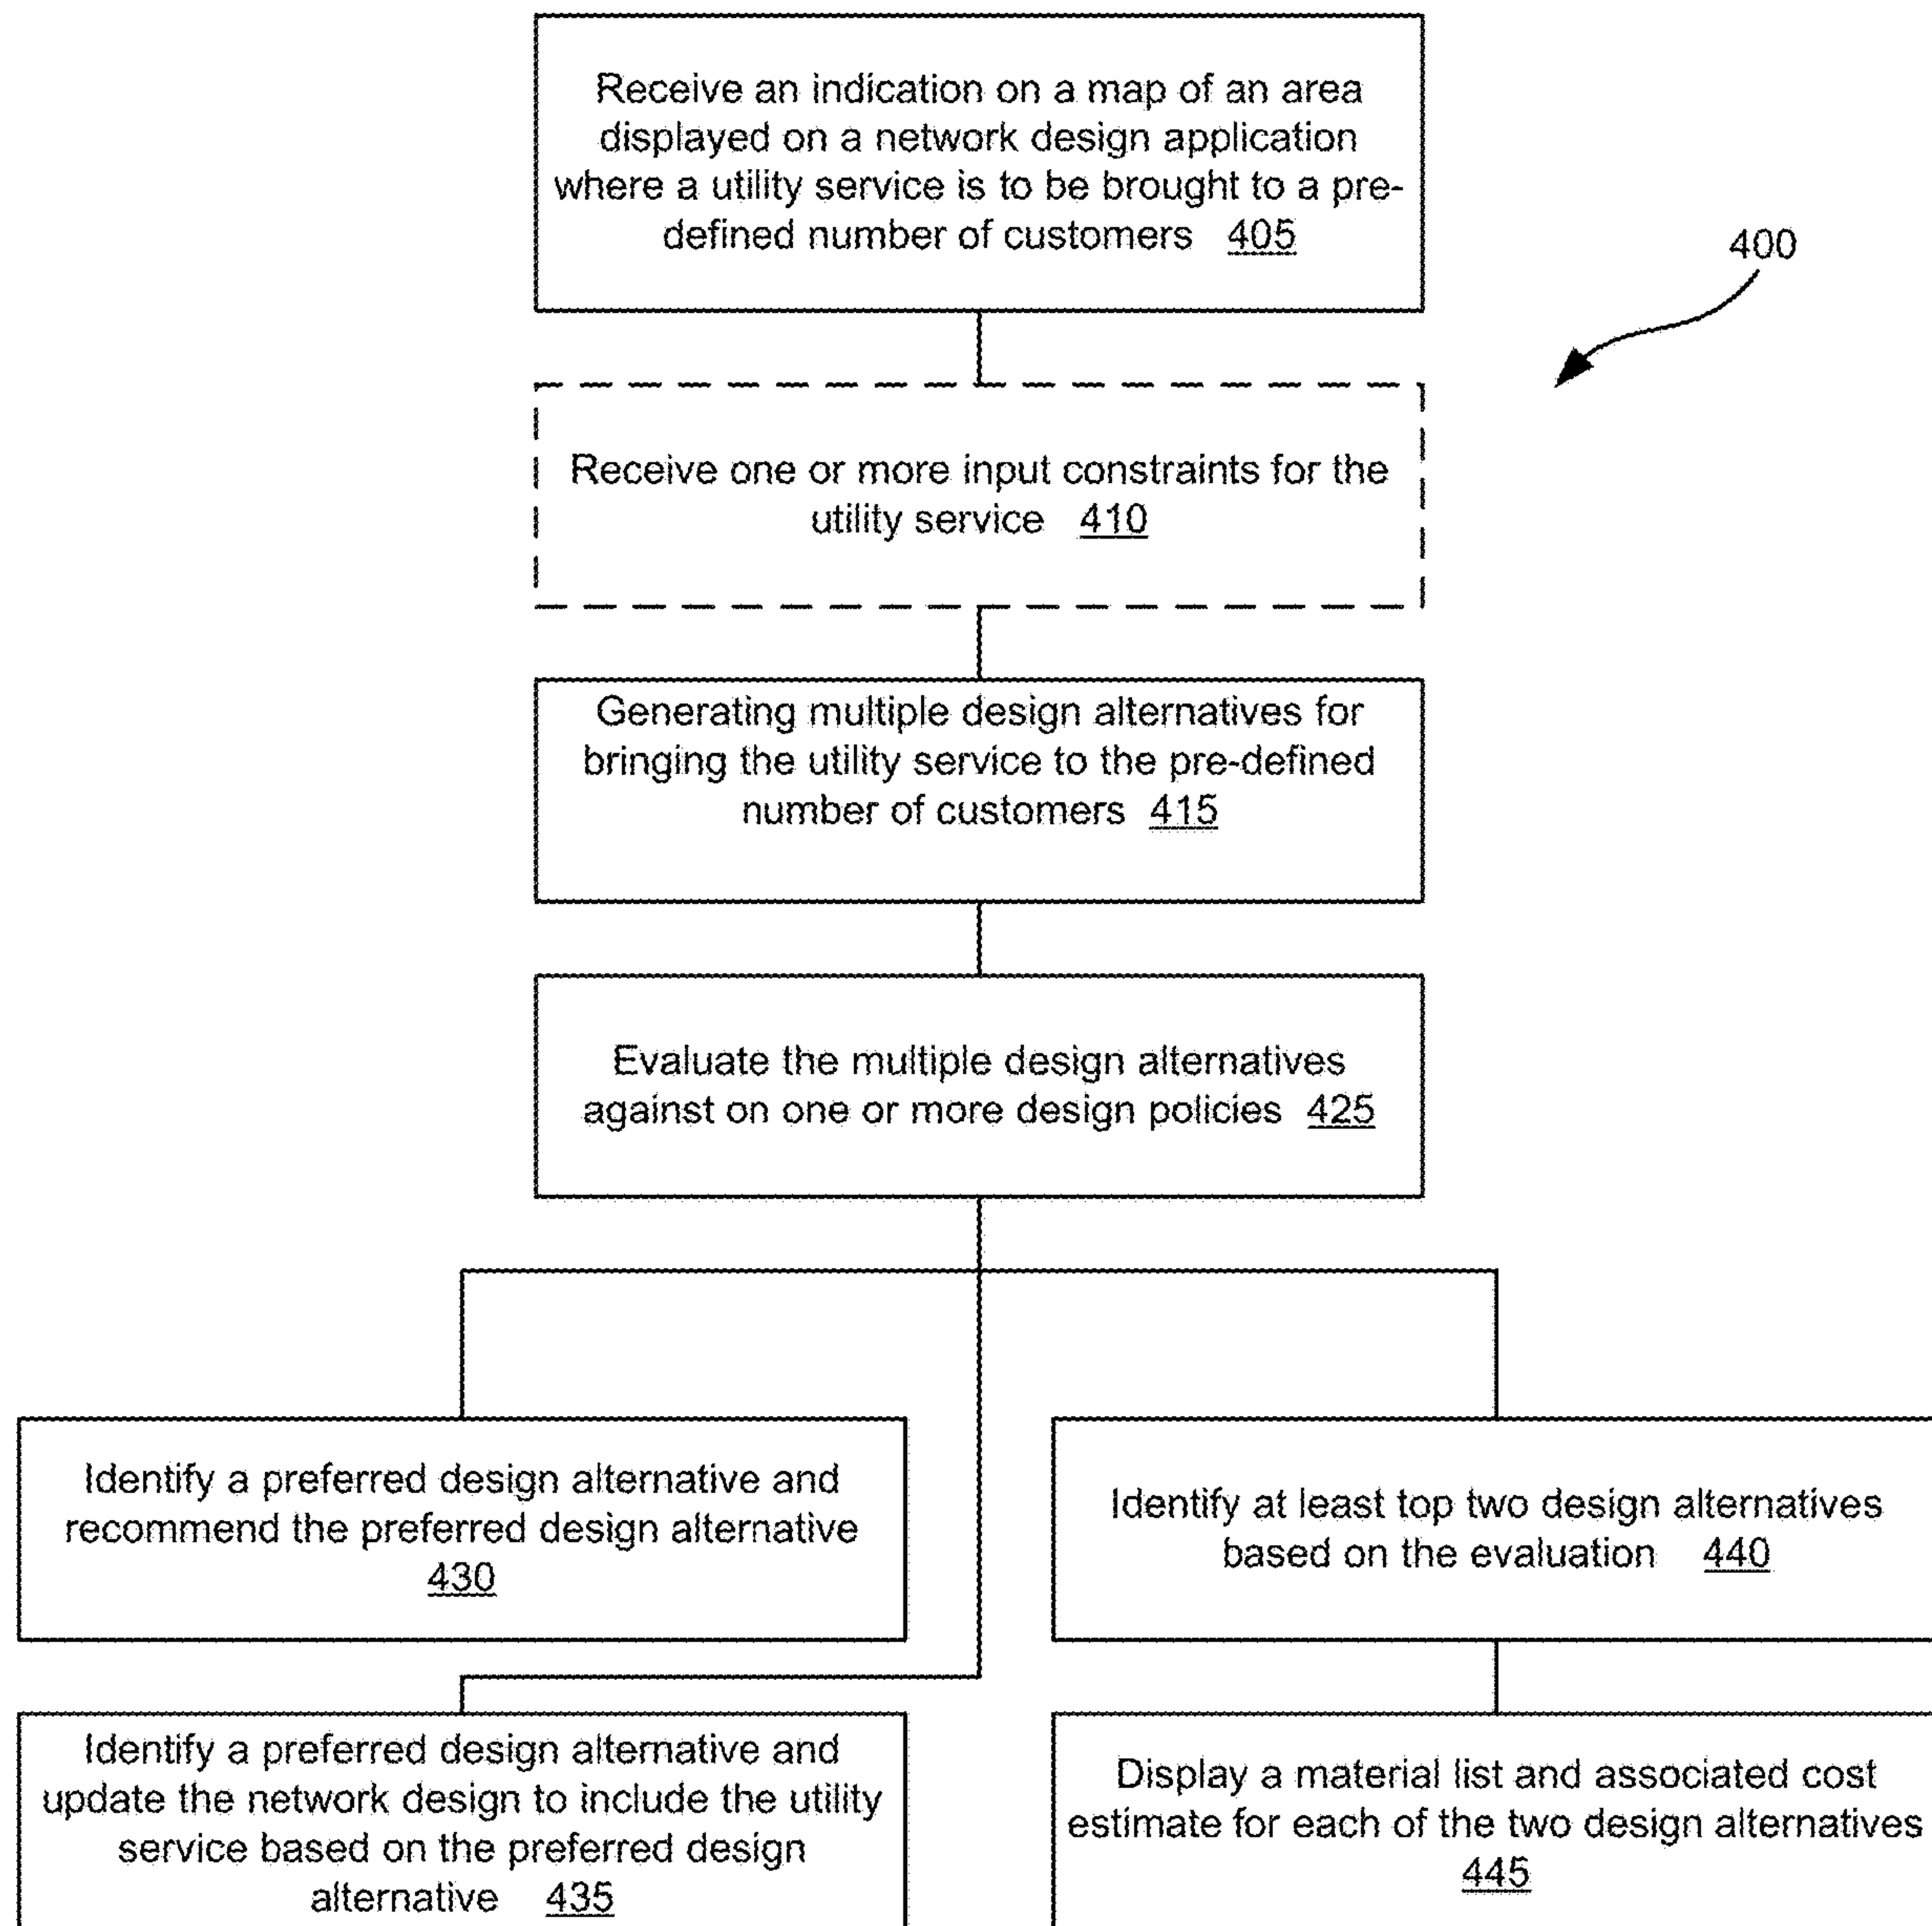 Receive an indication on a map of an area
displayed on a network design application
where a utility service is to be brought to a pre-
defined number of customers 405
400
Receive one or more input constraints for the
utility service 410
Generating multiple design alternatives for
bringing the utility service to the pre-defined
number of customers 415
Evaluate the multiple design alternatives
against on one or more design policies 425
Identify a preferred design alternative and
recommend the preferred design alternative
430
Identify at least top two design alternatives
based on the evaluation 440
Identify a preferred design alternative and
update the network design to include the utility
service based on the preferred design
alternative 435
Display a material list and associated cost
estimate for each of the two design alternatives
445